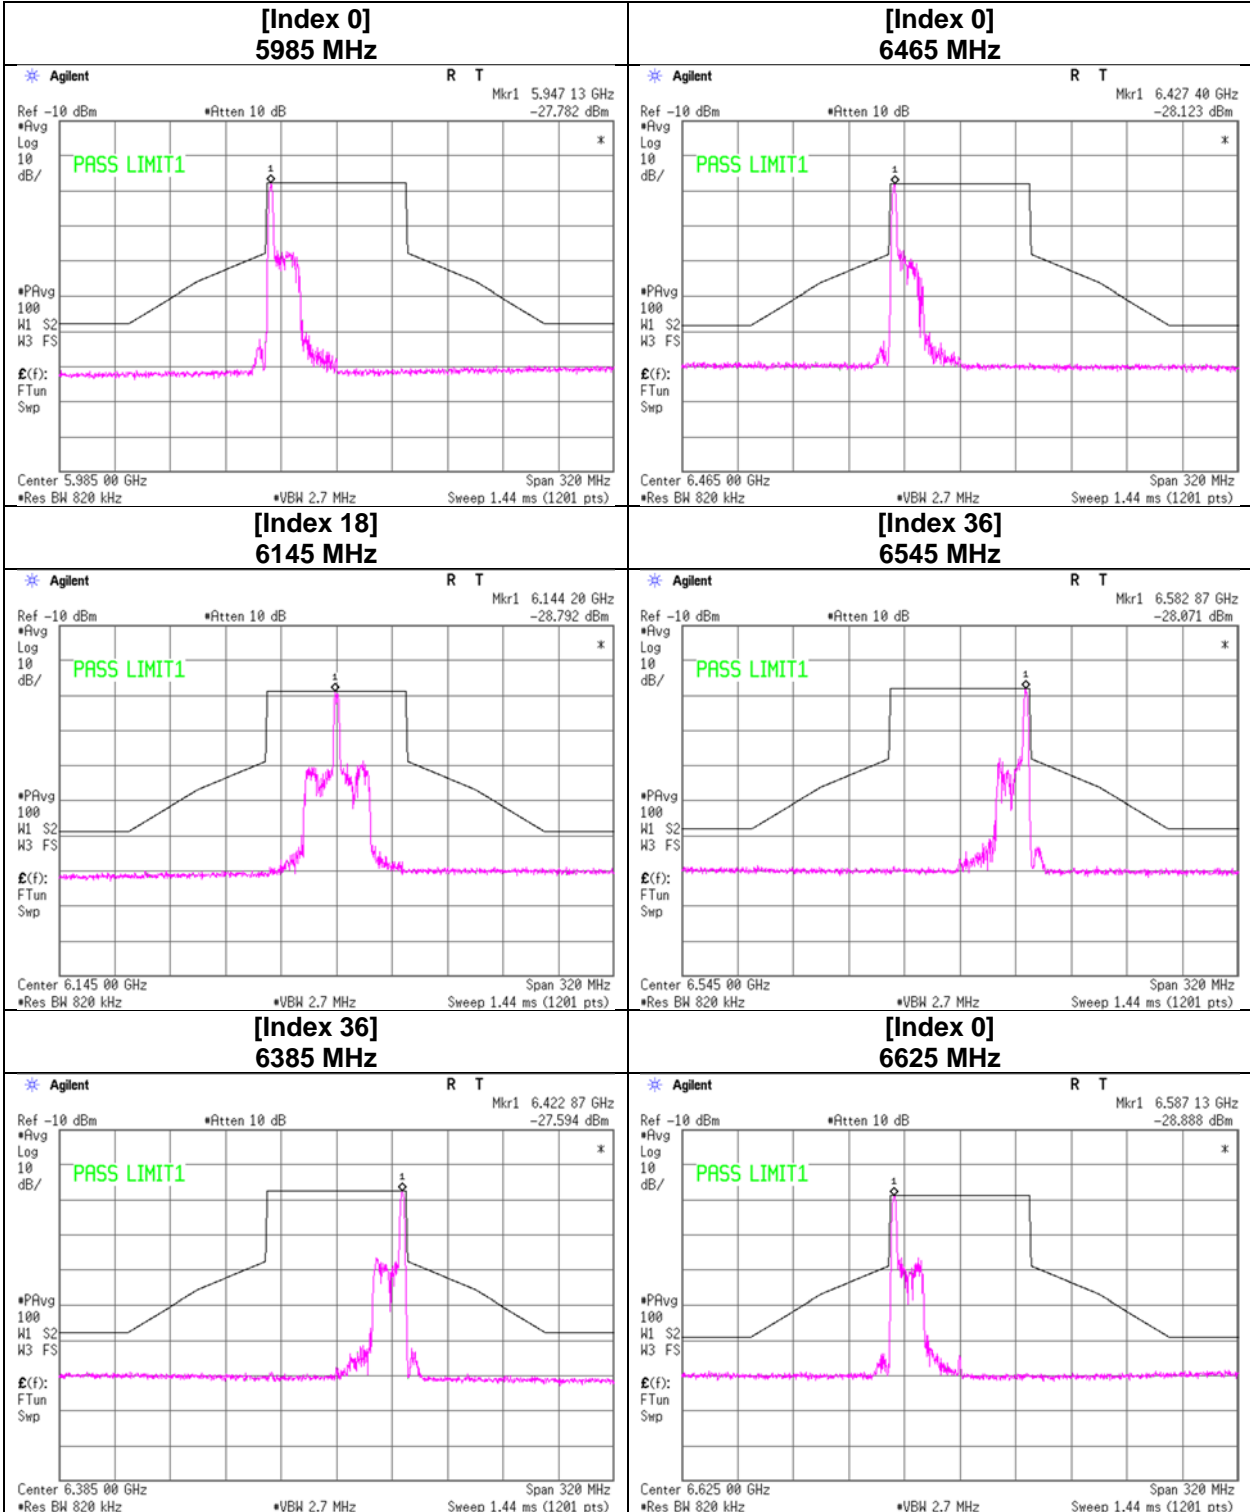 [Index 0]
5985 MHz
Agilent
R T
Mkr1 5.947 13 GHz
Ref -10 dBm
#Atten 10 dB
-27.782 dBm
#Avg
Log
10
dB/
PASS LIMIT1
*
1
#PAvg
100
W1 S2
W3 FS
£(f):
FTun
Swp
Center 5.985 00 GHz
Span 320 MHz
#Res BW 820 kHz
#VBW 2.7 MHz
Sweep 1.44 ms (1201 pts)
[Index 0]
6465 MHz
Agilent
R T
Mkr1 6.427 40 GHz
Ref -10 dBm
#Atten 10 dB
-28.123 dBm
#Avg
Log
10
dB/
PASS LIMIT1
*
1
#PAvg
100
W1 S2
W3 FS
£(f):
FTun
Swp
Center 6.465 00 GHz
Span 320 MHz
#Res BW 820 kHz
#VBW 2.7 MHz
Sweep 1.44 ms (1201 pts)
[Index 18]
6145 MHz
Agilent
R T
Mkr1 6.144 20 GHz
Ref -10 dBm
#Atten 10 dB
-28.792 dBm
#Avg
Log
10
dB/
PASS LIMIT1
*
1
#PAvg
100
W1 S2
W3 FS
£(f):
FTun
Swp
Center 6.145 00 GHz
Span 320 MHz
#Res BW 820 kHz
#VBW 2.7 MHz
Sweep 1.44 ms (1201 pts)
[Index 36]
6545 MHz
Agilent
R T
Mkr1 6.582 87 GHz
Ref -10 dBm
#Atten 10 dB
-28.071 dBm
#Avg
Log
10
dB/
PASS LIMIT1
*
1
#PAvg
100
W1 S2
W3 FS
£(f):
FTun
Swp
Center 6.545 00 GHz
Span 320 MHz
#Res BW 820 kHz
#VBW 2.7 MHz
Sweep 1.44 ms (1201 pts)
[Index 36]
6385 MHz
Agilent
R T
Mkr1 6.422 87 GHz
Ref -10 dBm
#Atten 10 dB
-27.594 dBm
#Avg
Log
10
dB/
PASS LIMIT1
*
1
#PAvg
100
W1 S2
W3 FS
£(f):
FTun
Swp
Center 6.385 00 GHz
Span 320 MHz
#Res BW 820 kHz
#VBW 2.7 MHz
Sweep 1.44 ms (1201 pts)
[Index 0]
6625 MHz
Agilent
R T
Mkr1 6.587 13 GHz
Ref -10 dBm
#Atten 10 dB
-28.888 dBm
#Avg
Log
10
dB/
PASS LIMIT1
*
1
#PAvg
100
W1 S2
W3 FS
£(f):
FTun
Swp
Center 6.625 00 GHz
Span 320 MHz
#Res BW 820 kHz
#VBW 2.7 MHz
Sweep 1.44 ms (1201 pts)